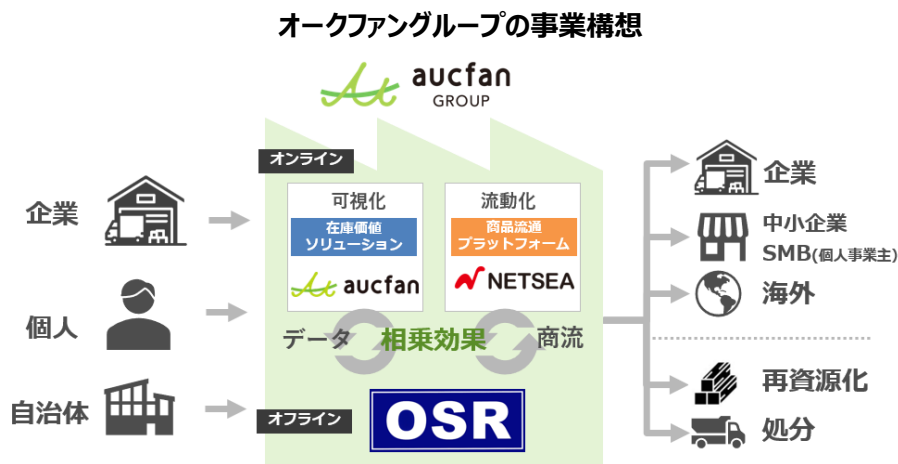 オークファングループの事業構想
aucfan
GROUP
オンライン
企業
個人
自治体
可視化
在庫価値
ソリューション
aucfan
流動化
商品流通
プラットフォーム
NETSEA
データ
相乗効果
商流
オフライン
OSR
企業
中小企業
SMB(個人事業主)
海外
再資源化
処分